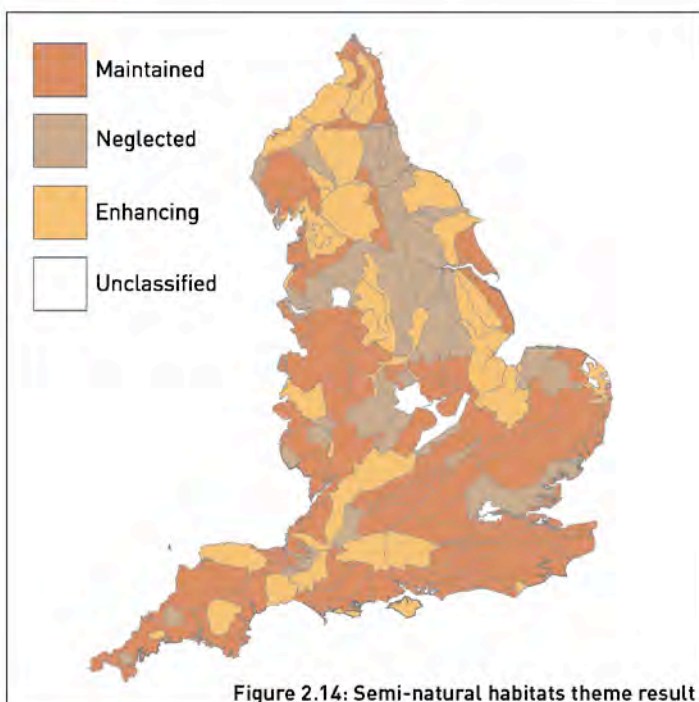 Maintained
Neglected
Enhancing
Unclassified
Figure 2.14: Semi-natural habitats theme result